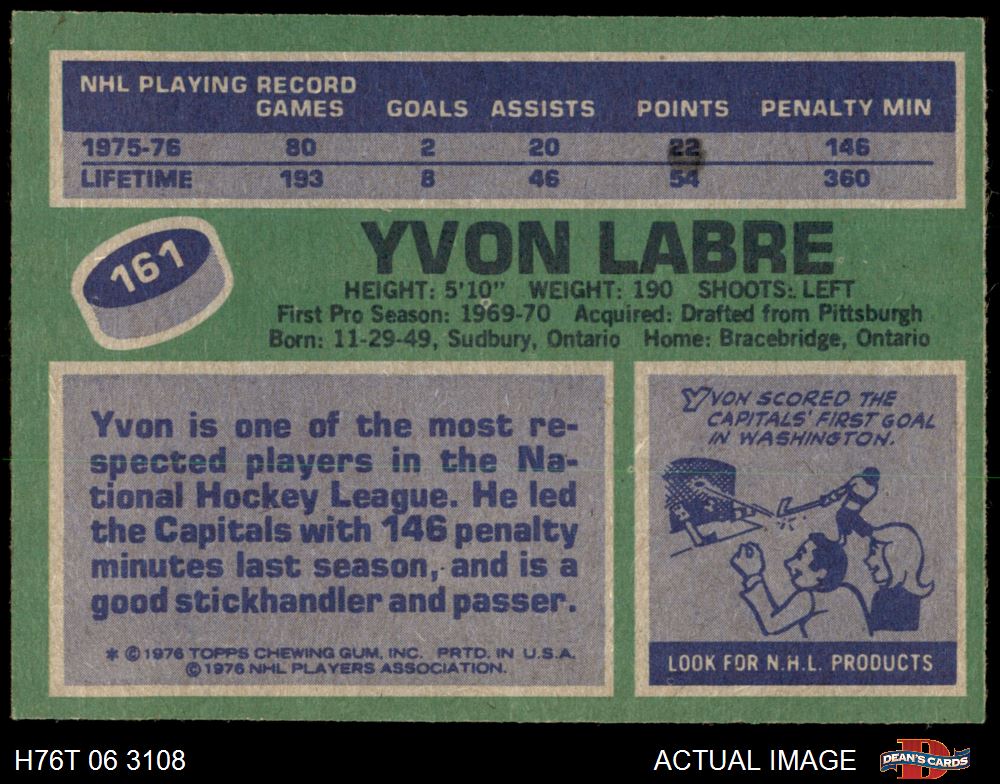 NHL PLAYING RECORD
GAMES GOALS ASSISTS POINTS PENALTY MIN
1975-76 80 2 20 22 146
LIFETIME 193 8 46 54 360
161
YVON LABRE
HEIGHT: 5'10" WEIGHT: 190 SHOOTS: LEFT
First Pro Season: 1969-70 Acquired: Drafted from Pittsburgh
Born: 11-29-49, Sudbury, Ontario Home: Bracebridge, Ontario
Yvon is one of the most re-
spected players in the Na-
tional Hockey League. He led
the Capitals with 146 penalty
minutes last season, and is a
good stickhandler and passer.
* © 1976 TOPPS CHEWING GUM, INC. PRTD. IN U.S.A.
© 1976 NHL PLAYERS ASSOCIATION.
YVON SCORED THE
CAPITALS' FIRST GOAL
IN WASHINGTON.
LOOK FOR N.H.L. PRODUCTS
H76T 06 3108
ACTUAL IMAGE
D
DEAN'S CARDS